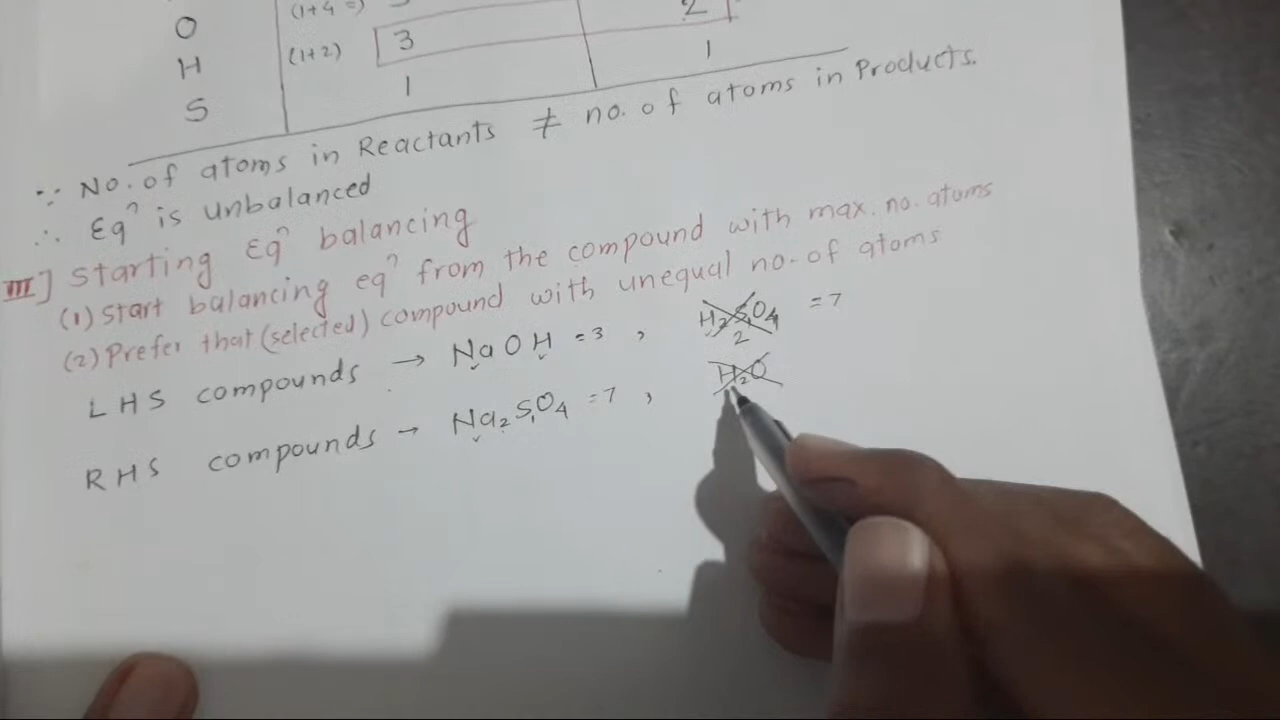 O (1+4 =)
H (1+2) 3 2
S 1 1
∵ No. of atoms in Reactants ≠ no. of atoms in Products.
∴ Eqⁿ is unbalanced
III] Starting Eqⁿ balancing
(1) Start balancing eqⁿ from the compound with max. no. atoms
(2) Prefer that (selected) compound with unequal no. of atoms
LHS compounds → NaOH = 3 , H₂SO₄ = 7
2
RHS compounds → Na₂SO₄ = 7 , H₂O